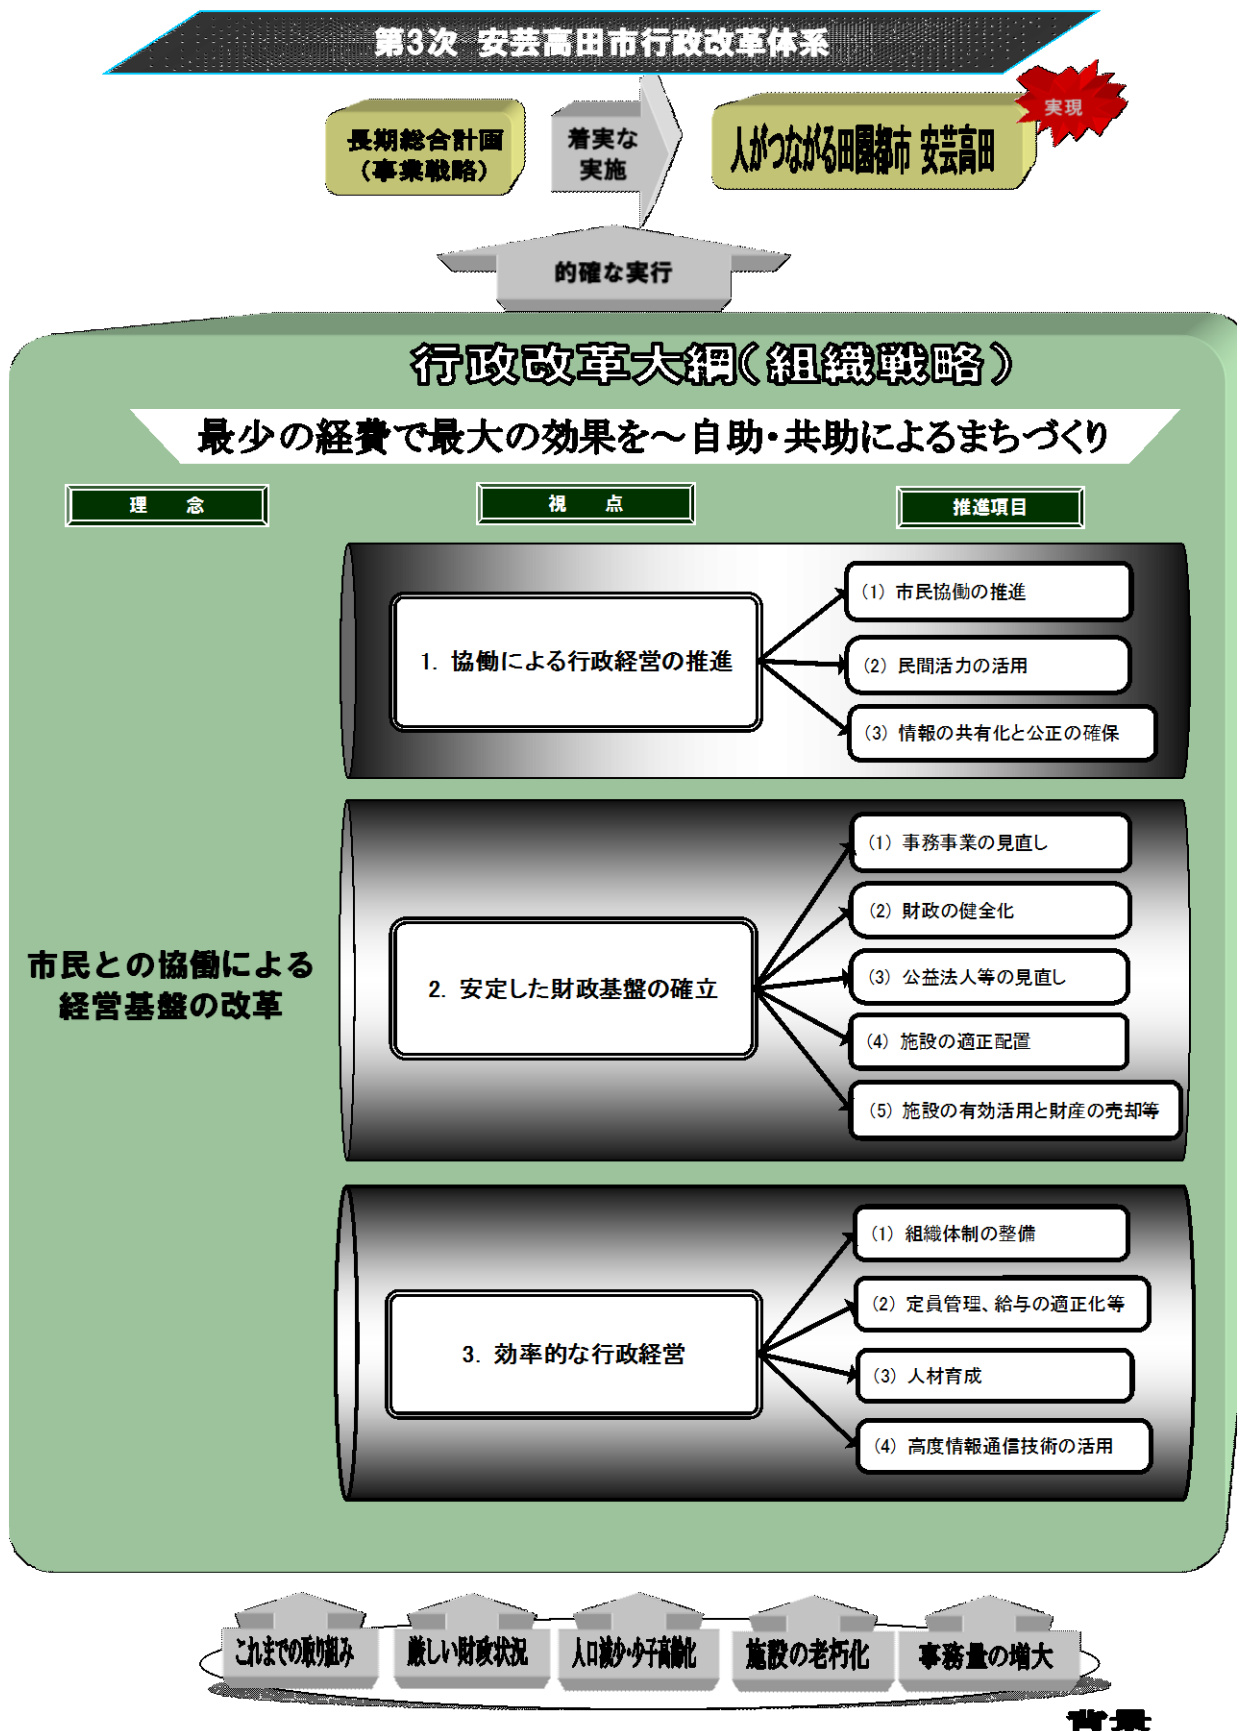 第3次 安芸高田市行政改革体系
長期総合計画
(事業戦略)
着実な
実施
人がつながる田園都市 安芸高田
実現
的確な実行
行政改革大綱(組織戦略)
最少の経費で最大の効果を～自助・共助によるまちづくり
理 念
視 点
推進項目
市民との協働による
経営基盤の改革
1. 協働による行政経営の推進
(1) 市民協働の推進
(2) 民間活力の活用
(3) 情報の共有化と公正の確保
2. 安定した財政基盤の確立
(1) 事務事業の見直し
(2) 財政の健全化
(3) 公益法人等の見直し
(4) 施設の適正配置
(5) 施設の有効活用と財産の売却等
3. 効率的な行政経営
(1) 組織体制の整備
(2) 定員管理、給与の適正化等
(3) 人材育成
(4) 高度情報通信技術の活用
これまでの取り組み
厳しい財政状況
人口減少・少子高齢化
施設の老朽化
事務量の増大
背景